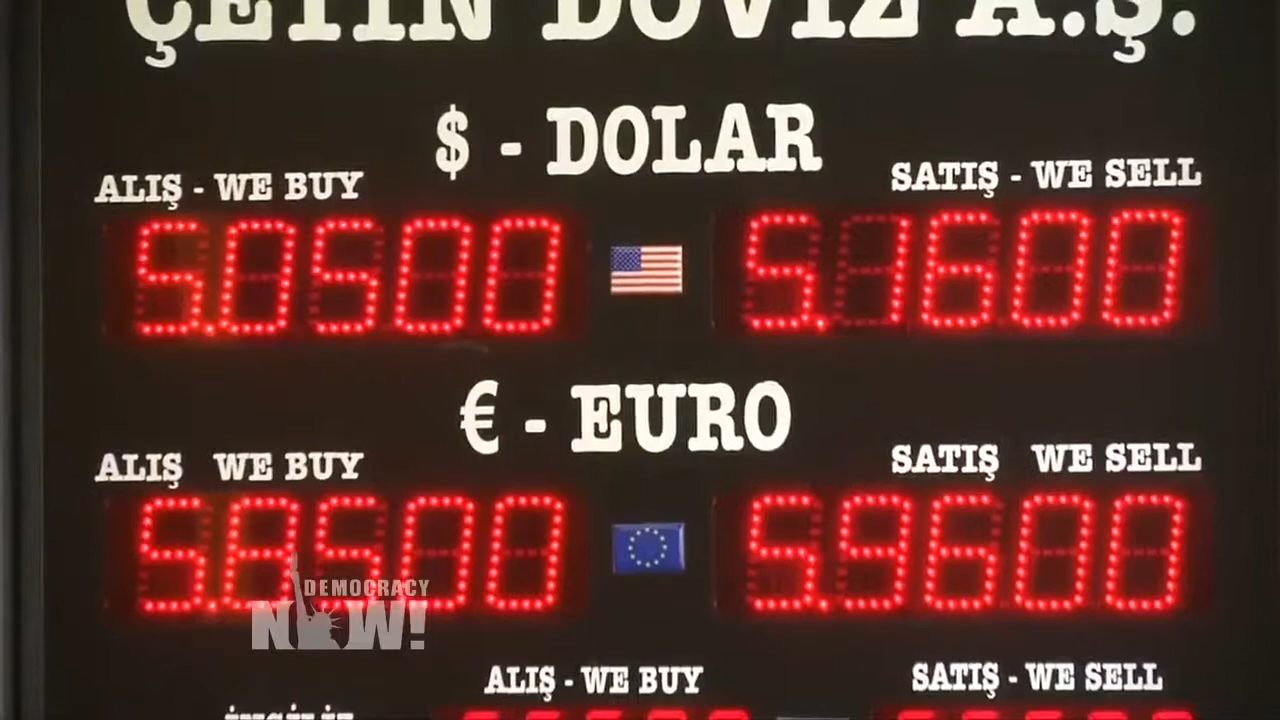 ÇETİN DÖVİZ A.Ş.
$ - DOLAR
ALIŞ - WE BUY
SATIŞ - WE SELL
5.0500
5.1600
€ - EURO
ALIŞ WE BUY
SATIŞ WE SELL
5.8500
5.9600
DEMOCRACY
NOW!
ALIŞ - WE BUY
SATIŞ - WE SELL